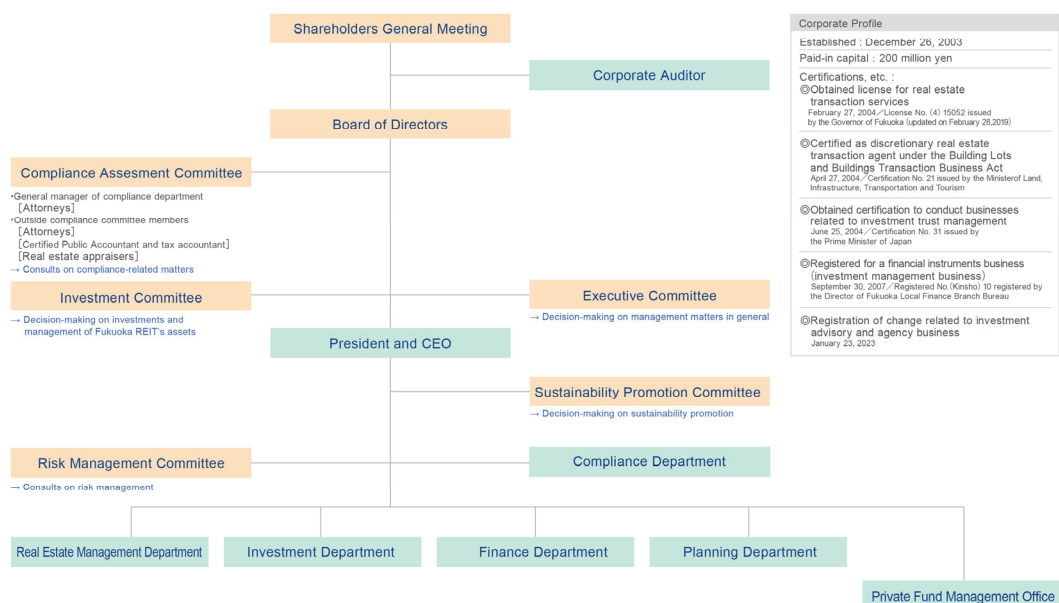 Shareholders General Meeting
Corporate Auditor
Board of Directors
Compliance Assesment Committee
・General manager of compliance department
[Attorneys]
・Outside compliance committee members
[Attorneys]
[Certified Public Accountant and tax accountant]
[Real estate appraisers]
→ Consults on compliance-related matters
Investment Committee
→ Decision-making on investments and
management of Fukuoka REIT's assets
Executive Committee
→ Decision-making on management matters in general
President and CEO
Sustainability Promotion Committee
→ Decision-making on sustainability promotion
Risk Management Committee
→ Consults on risk management
Compliance Department
Real Estate Management Department
Investment Department
Finance Department
Planning Department
Private Fund Management Office
Corporate Profile
Established : December 26, 2003
Paid-in capital : 200 million yen
Certifications, etc. :
◎Obtained license for real estate
transaction services
February 27, 2004／License No. (4) 15052 issued
by the Governor of Fukuoka (updated on February 28,2019)
◎Certified as discretionary real estate
transaction agent under the Building Lots
and Buildings Transaction Business Act
April 27, 2004／Certification No. 21 issued by the Ministerof Land,
Infrastructure, Transportation and Tourism
◎Obtained certification to conduct businesses
related to investment trust management
June 25, 2004／Certification No. 31 issued by
the Prime Minister of Japan
◎Registered for a financial instruments business
(investment management business)
September 30, 2007／Registered No.(Kinsho) 10 registered by
the Director of Fukuoka Local Finance Branch Bureau
◎Registration of change related to investment
advisory and agency business
January 23, 2023